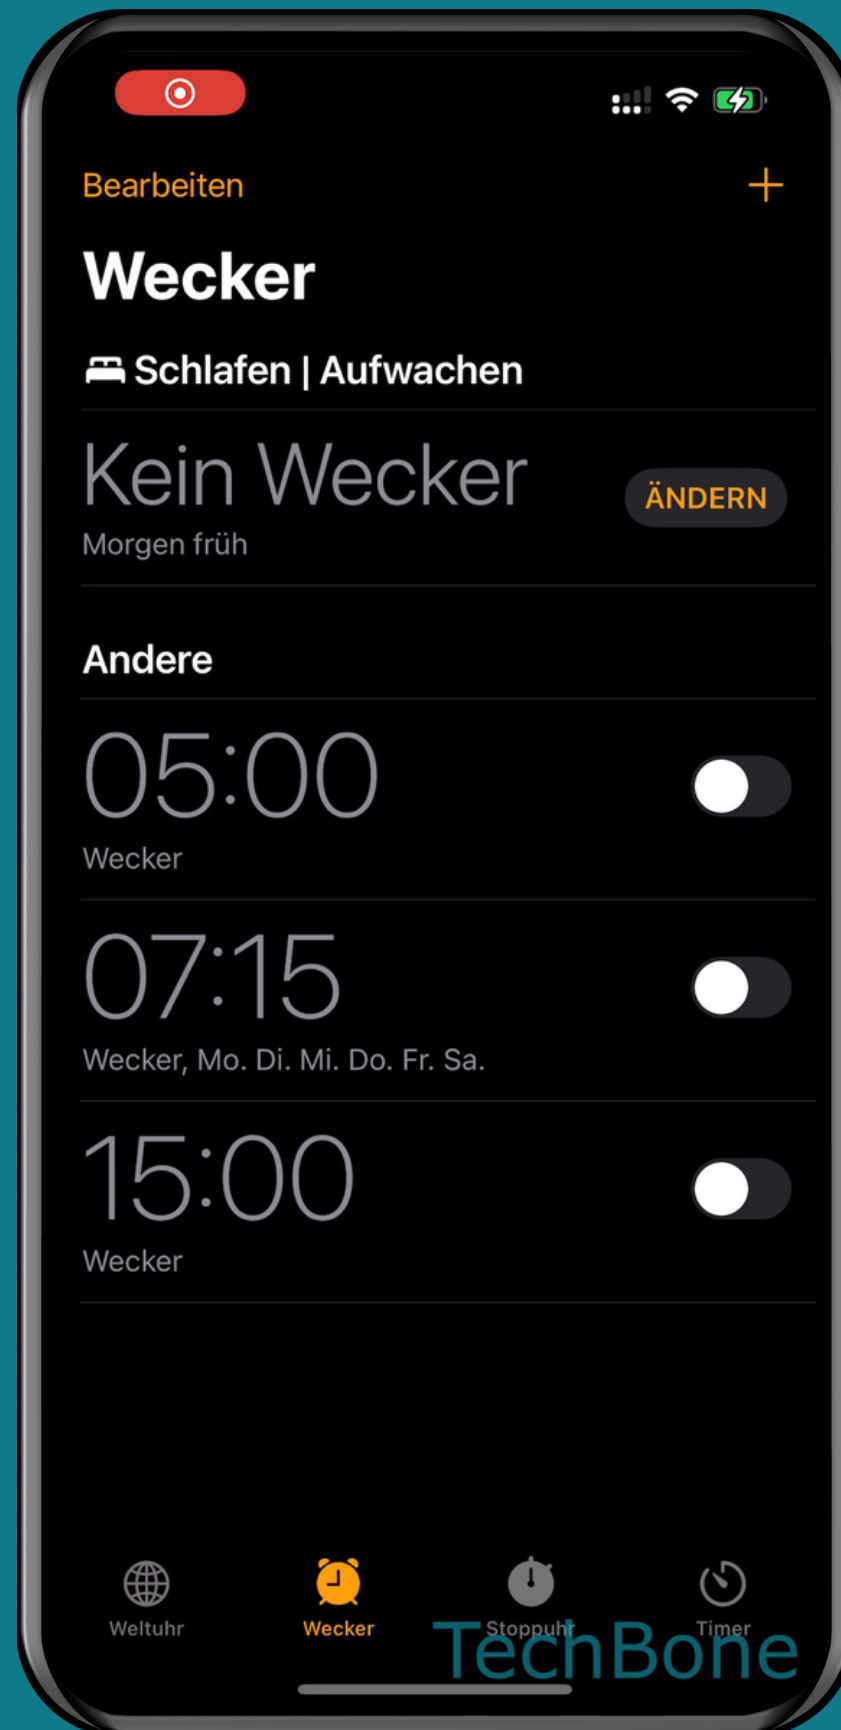 Bearbeiten
Wecker
Schlafen | Aufwachen
Kein Wecker
ÄNDERN
Morgen früh
Andere
05:00
Wecker
07:15
Wecker, Mo. Di. Mi. Do. Fr. Sa.
15:00
Wecker
Weltuhr
Wecker
Stoppuhr
Timer
TechBone